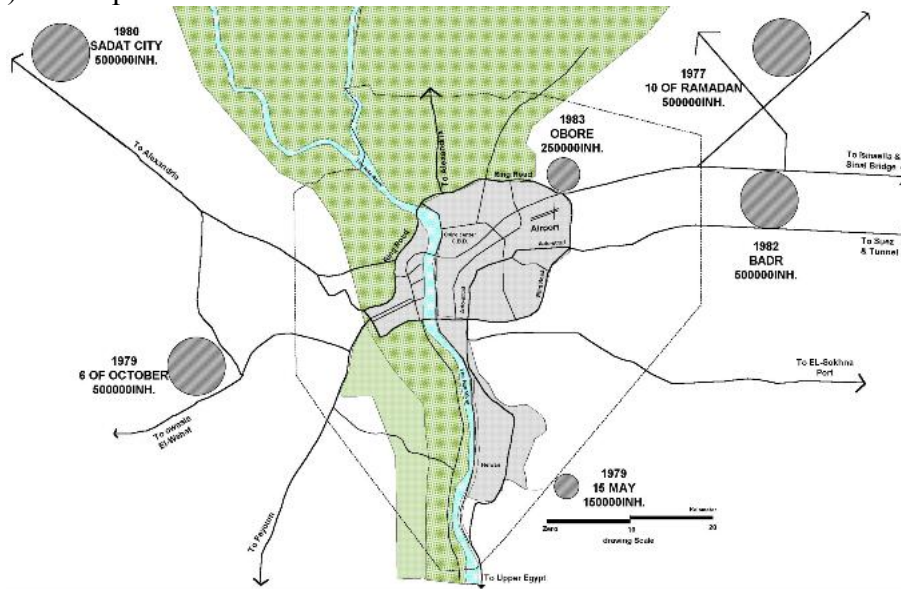 1980
SADAT CITY
500000INH.
1977
10 OF RAMADAN
500000INH.
1983
OBORE
250000INH.
To Alexandria
To Alexandria
Ring Road
To Ismaella &
Sinai Bridge
Airport
Ring Road
1982
BADR
500000INH.
To Suez
& Tunnel
1979
6 OF OCTOBER
500000INH.
To EL-Sokhna
Port
To owasis
El-Wahat
Helwan
1979
15 MAY
150000INH.
Kilometer
Zero
10
20
drawing Scale
To Fayoum
To Upper Egypt